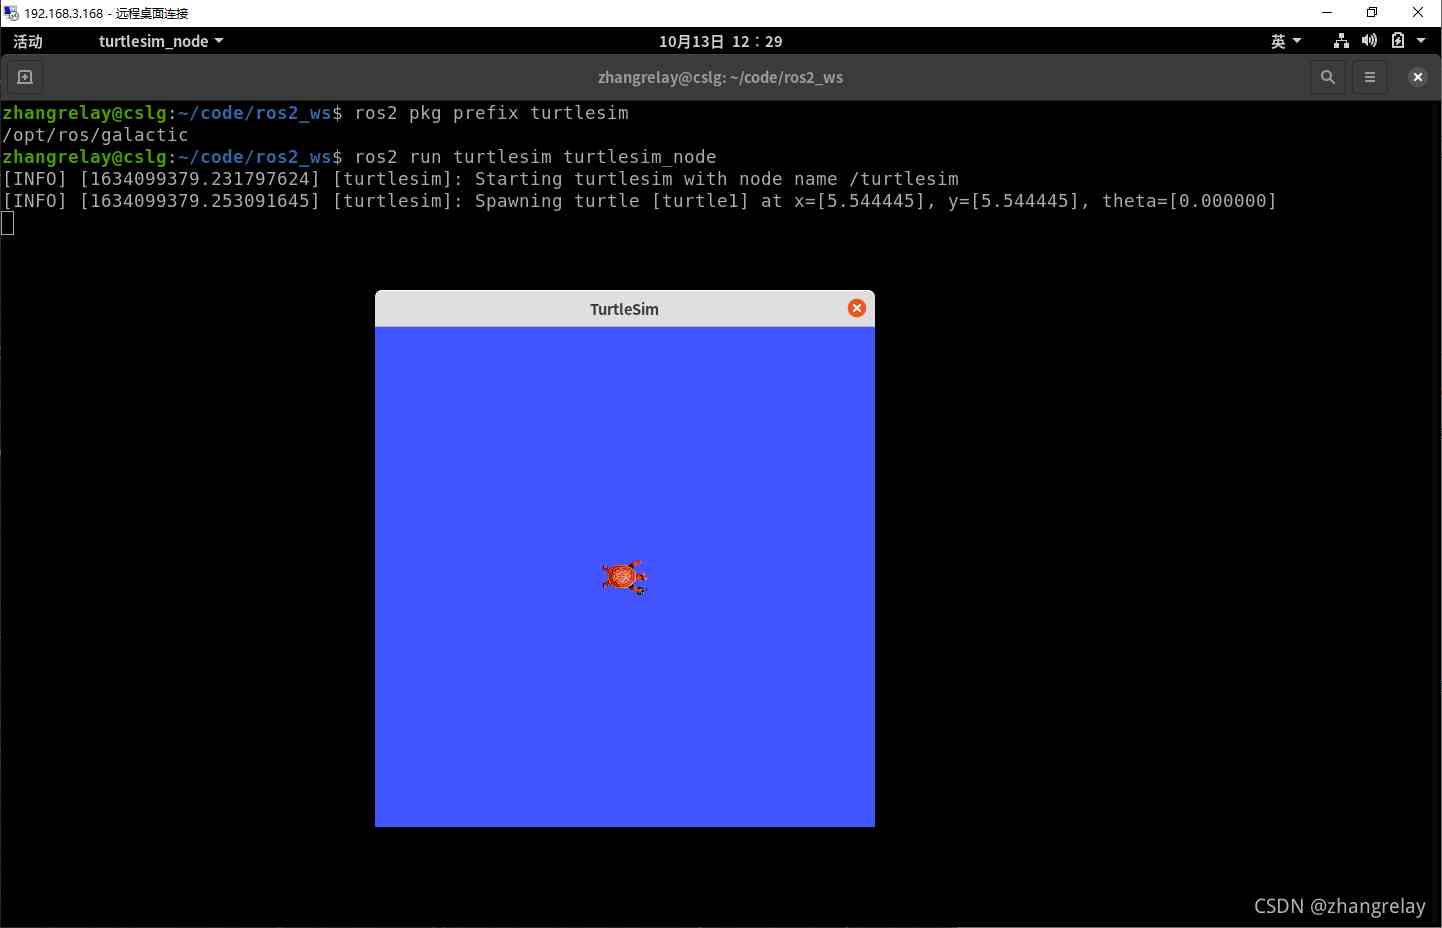 192.168.3.168 - 远程桌面连接
活动 turtlesim_node 10月13日 12：29 英
zhangrelay@cslg: ~/code/ros2_ws
zhangrelay@cslg:~/code/ros2_ws$ ros2 pkg prefix turtlesim
/opt/ros/galactic
zhangrelay@cslg:~/code/ros2_ws$ ros2 run turtlesim turtlesim_node
[INFO] [1634099379.231797624] [turtlesim]: Starting turtlesim with node name /turtlesim
[INFO] [1634099379.253091645] [turtlesim]: Spawning turtle [turtle1] at x=[5.544445], y=[5.544445], theta=[0.000000]
TurtleSim
CSDN @zhangrelay